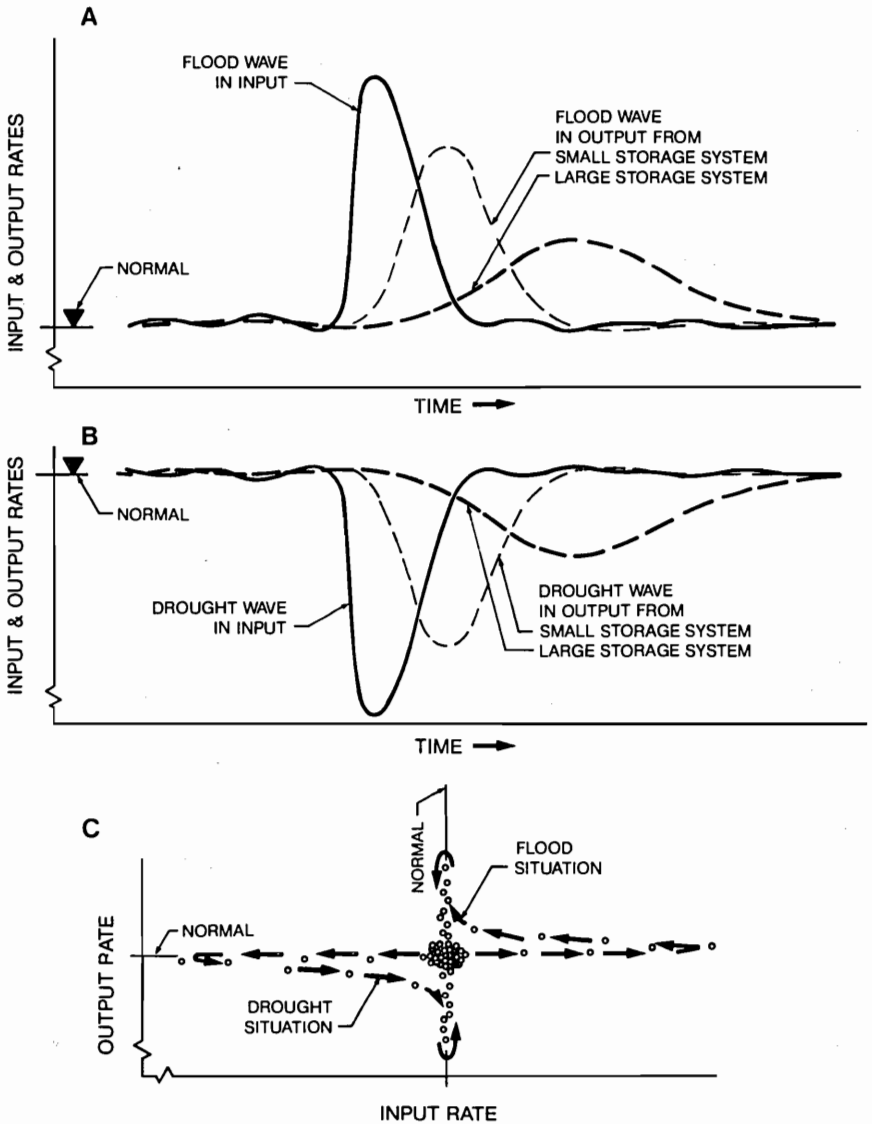 A
FLOOD WAVE
IN INPUT
FLOOD WAVE
IN OUTPUT FROM
SMALL STORAGE SYSTEM
LARGE STORAGE SYSTEM
NORMAL
INPUT & OUTPUT RATES
TIME
B
NORMAL
DROUGHT WAVE
IN INPUT
DROUGHT WAVE
IN OUTPUT FROM
SMALL STORAGE SYSTEM
LARGE STORAGE SYSTEM
INPUT & OUTPUT RATES
TIME
C
NORMAL
FLOOD
SITUATION
NORMAL
DROUGHT
SITUATION
OUTPUT RATE
INPUT RATE